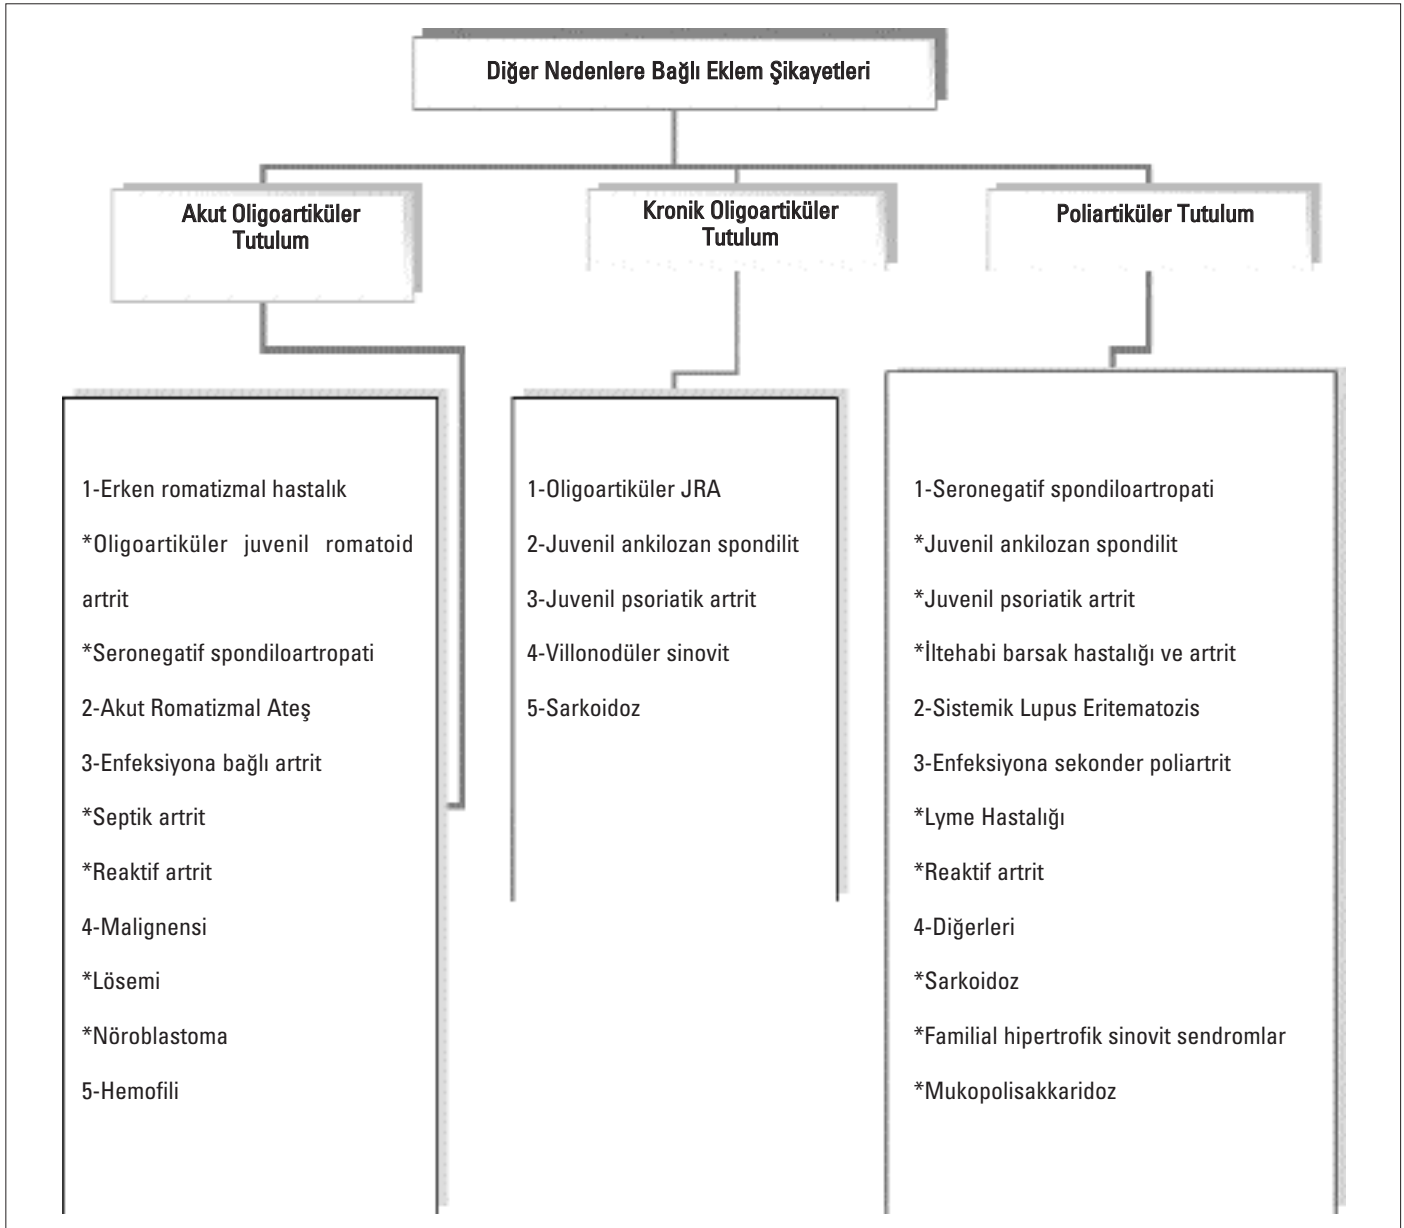 Diğer Nedenlere Bağlı Eklem Şikayetleri
Akut Oligoartiküler
Tutulum
Kronik Oligoartiküler
Tutulum
Poliartiküler Tutulum
1-Erken romatizmal hastalık
*Oligoartiküler juvenil romatoid
artrit
*Seronegatif spondiloartropati
2-Akut Romatizmal Ateş
3-Enfeksiyona bağlı artrit
*Septik artrit
*Reaktif artrit
4-Malignensi
*Lösemi
*Nöroblastoma
5-Hemofili
1-Oligoartiküler JRA
2-Juvenil ankilozan spondilit
3-Juvenil psoriatik artrit
4-Villonodüler sinovit
5-Sarkoidoz
1-Seronegatif spondiloartropati
*Juvenil ankilozan spondilit
*Juvenil psoriatik artrit
*İltehabi barsak hastalığı ve artrit
2-Sistemik Lupus Eritematozis
3-Enfeksiyona sekonder poliartrit
*Lyme Hastalığı
*Reaktif artrit
4-Diğerleri
*Sarkoidoz
*Familial hipertrofik sinovit sendromlar
*Mukopolisakkaridoz